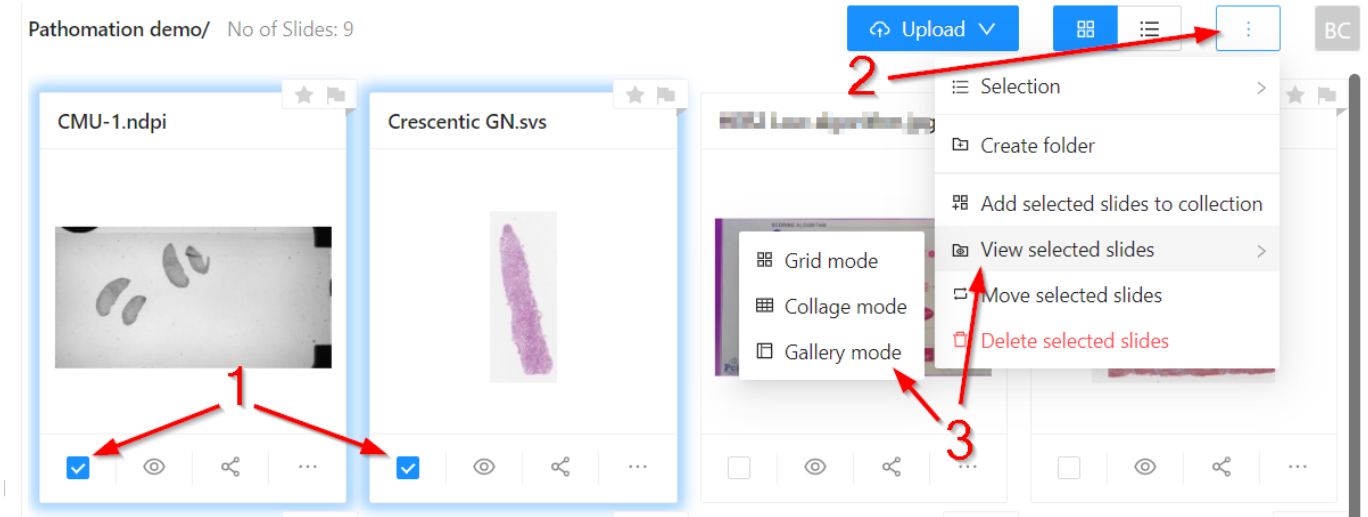 Pathomation demo/ No of Slides: 9
Upload
BC
2
Selection
CMU-1.ndpi
Crescentic GN.svs
Create folder
SCORING ALGORITHM
Add selected slides to collection
View selected slides
Grid mode
Collage mode
Move selected slides
Gallery mode
Delete selected slides
1
3